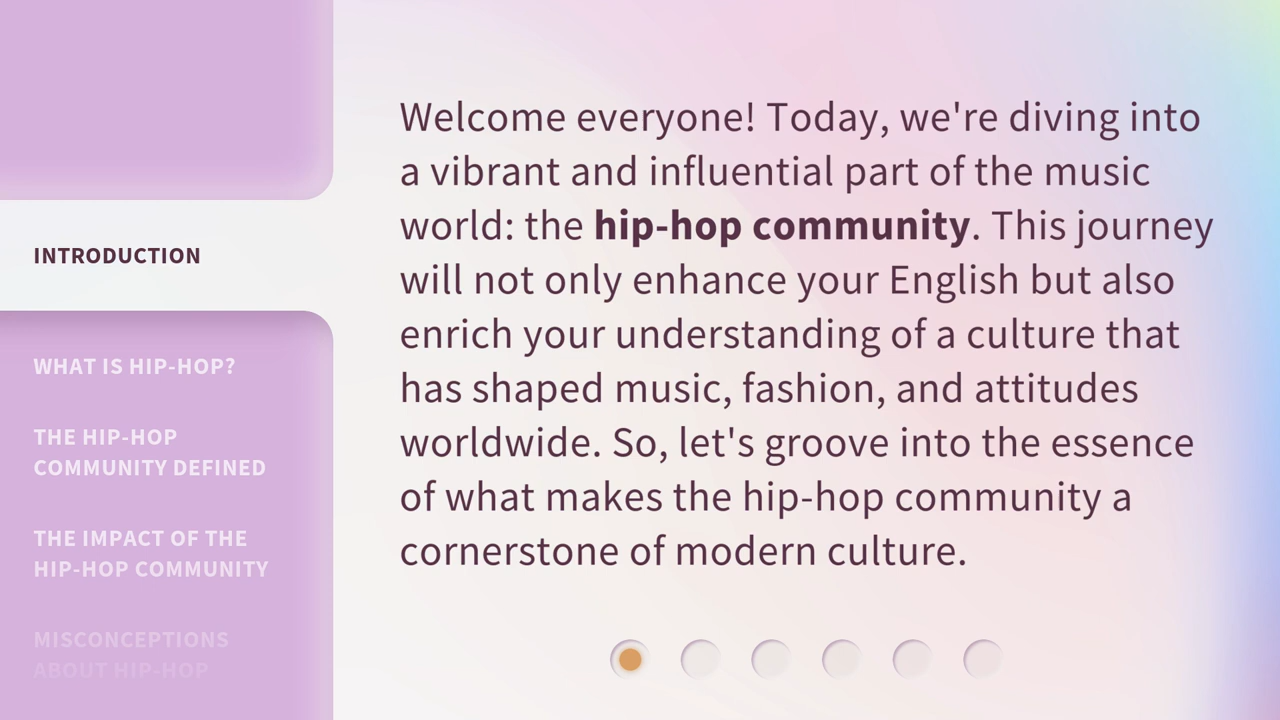 INTRODUCTION
WHAT IS HIP-HOP?
THE HIP-HOP
COMMUNITY DEFINED
THE IMPACT OF THE
HIP-HOP COMMUNITY
MISCONCEPTIONS
ABOUT HIP-HOP
Welcome everyone! Today, we're diving into
a vibrant and influential part of the music
world: the hip-hop community. This journey
will not only enhance your English but also
enrich your understanding of a culture that
has shaped music, fashion, and attitudes
worldwide. So, let's groove into the essence
of what makes the hip-hop community a
cornerstone of modern culture.